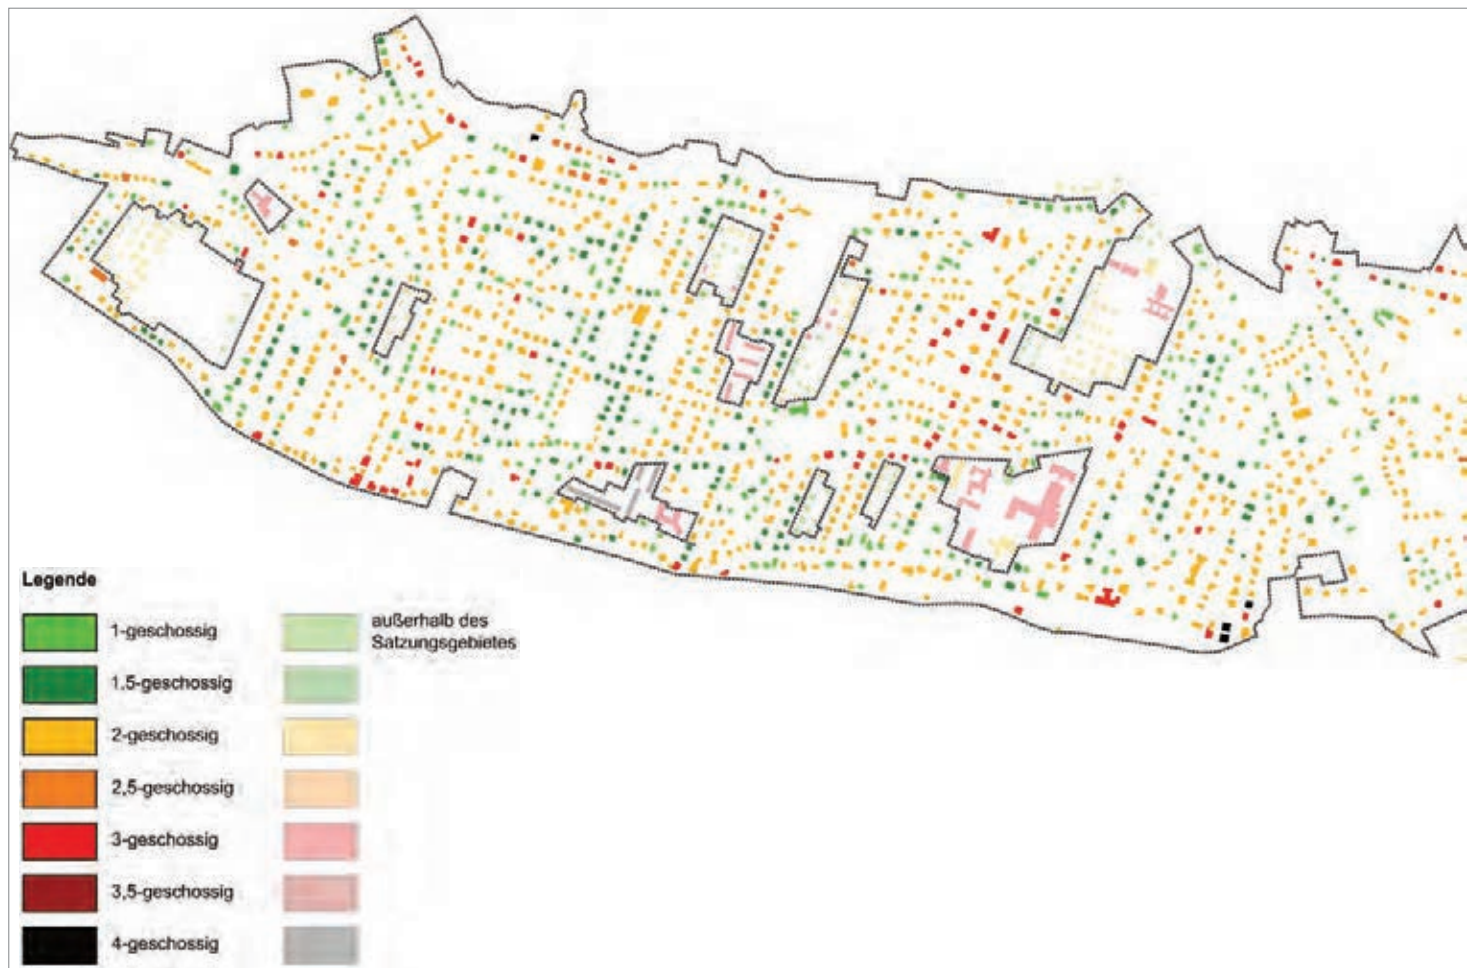 Legende
1-geschossig
außerhalb des
Satzungsgebietes
1,5-geschossig
2-geschossig
2,5-geschossig
3-geschossig
3,5-geschossig
4-geschossig